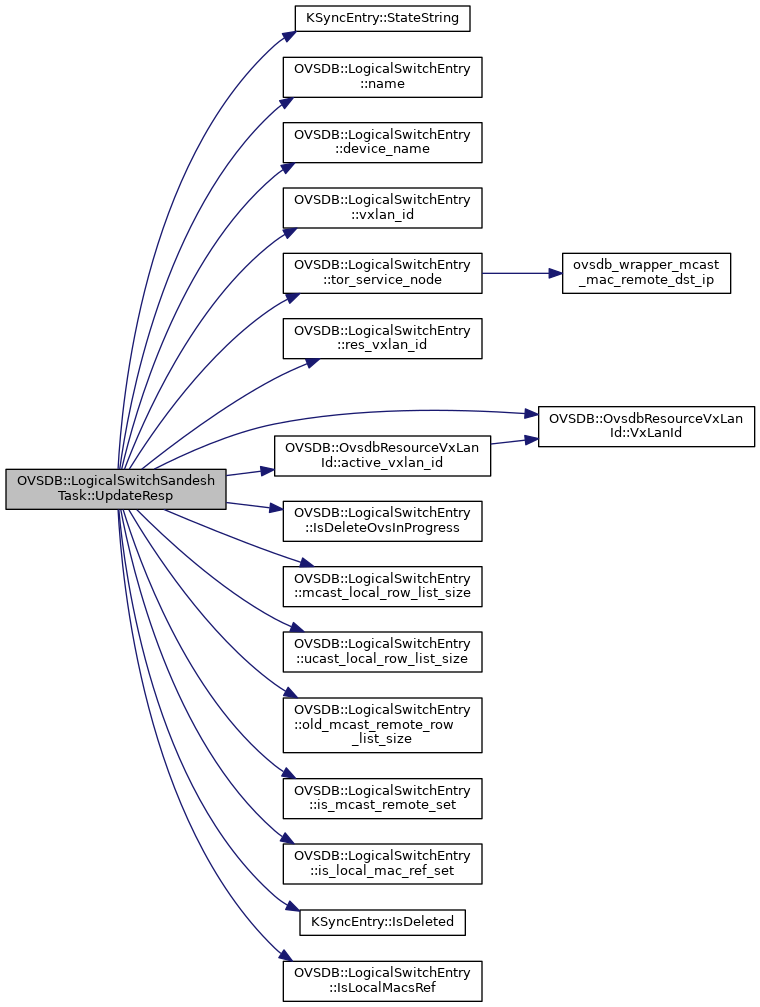 KSyncEntry::StateString
OVSDB::LogicalSwitchEntry
::name
OVSDB::LogicalSwitchEntry
::device_name
OVSDB::LogicalSwitchEntry
::vxlan_id
OVSDB::LogicalSwitchEntry
::tor_service_node
ovsdb_wrapper_mcast
_mac_remote_dst_ip
OVSDB::LogicalSwitchEntry
::res_vxlan_id
OVSDB::OvsdbResourceVxLan
Id::VxLanId
OVSDB::OvsdbResourceVxLan
Id::active_vxlan_id
OVSDB::LogicalSwitchSandesh
Task::UpdateResp
OVSDB::LogicalSwitchEntry
::IsDeleteOvsInProgress
OVSDB::LogicalSwitchEntry
::mcast_local_row_list_size
OVSDB::LogicalSwitchEntry
::ucast_local_row_list_size
OVSDB::LogicalSwitchEntry
::old_mcast_remote_row
_list_size
OVSDB::LogicalSwitchEntry
::is_mcast_remote_set
OVSDB::LogicalSwitchEntry
::is_local_mac_ref_set
KSyncEntry::IsDeleted
OVSDB::LogicalSwitchEntry
::IsLocalMacsRef